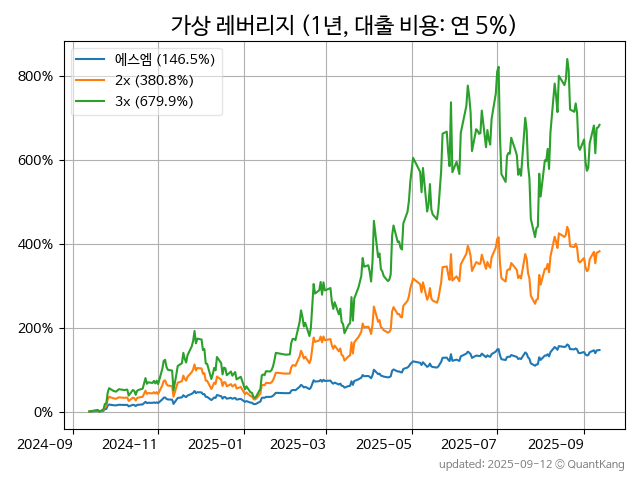 가상 레버리지 (1년, 대출 비용: 연 5%)
에스엠 (146.5%)
2x (380.8%)
3x (679.9%)
800%
600%
400%
200%
0%
2024-09 2024-11 2025-01 2025-03 2025-05 2025-07 2025-09
updated: 2025-09-12 © QuantKang